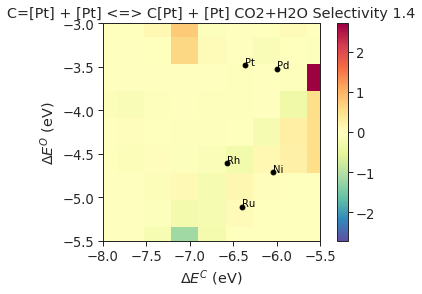 C=[Pt] + [Pt] <=> C[Pt] + [Pt] CO2+H2O Selectivity 1.4
−3.0
−3.5
−4.0
−4.5
−5.0
−5.5
ΔE^O (eV)
Pt
Pd
Rh
Ni
Ru
−8.0 −7.5 −7.0 −6.5 −6.0 −5.5
ΔE^C (eV)
2
1
0
−1
−2